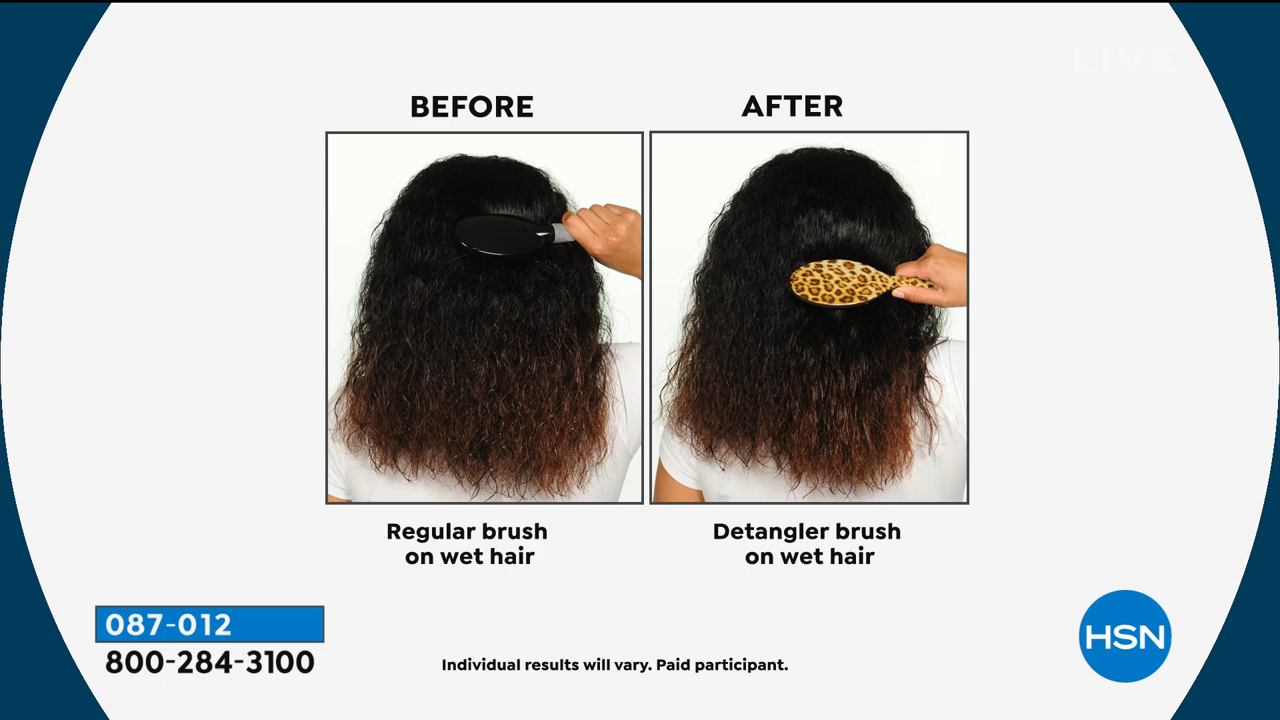 LIVE
BEFORE
AFTER
Regular brush
on wet hair
Detangler brush
on wet hair
087-012
800-284-3100
Individual results will vary. Paid participant.
HSN